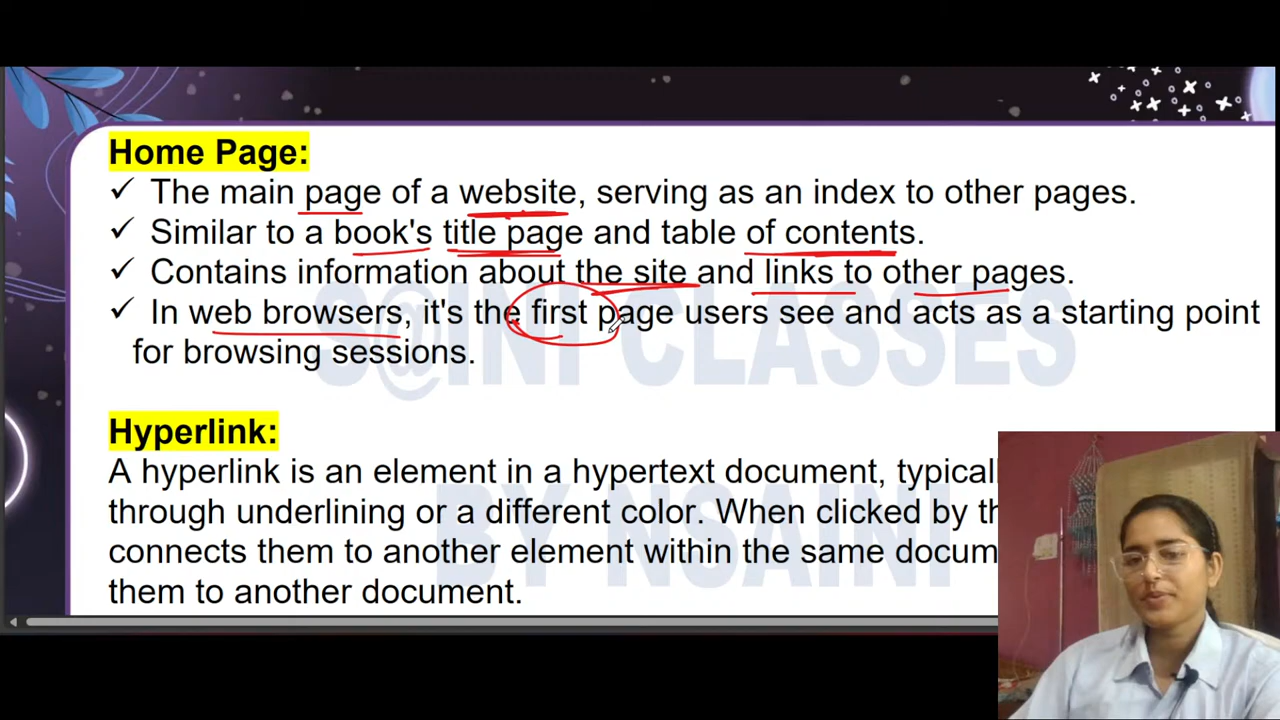 Home Page:
✓ The main page of a website, serving as an index to other pages.
✓ Similar to a book's title page and table of contents.
✓ Contains information about the site and links to other pages.
✓ In web browsers, it's the first page users see and acts as a starting point
for browsing sessions.
S@INI CLASSES
Hyperlink:
A hyperlink is an element in a hypertext document,
through underlining or a different color. When clicked by
connects them to another element within the same
BY NSAINI
them to another document.